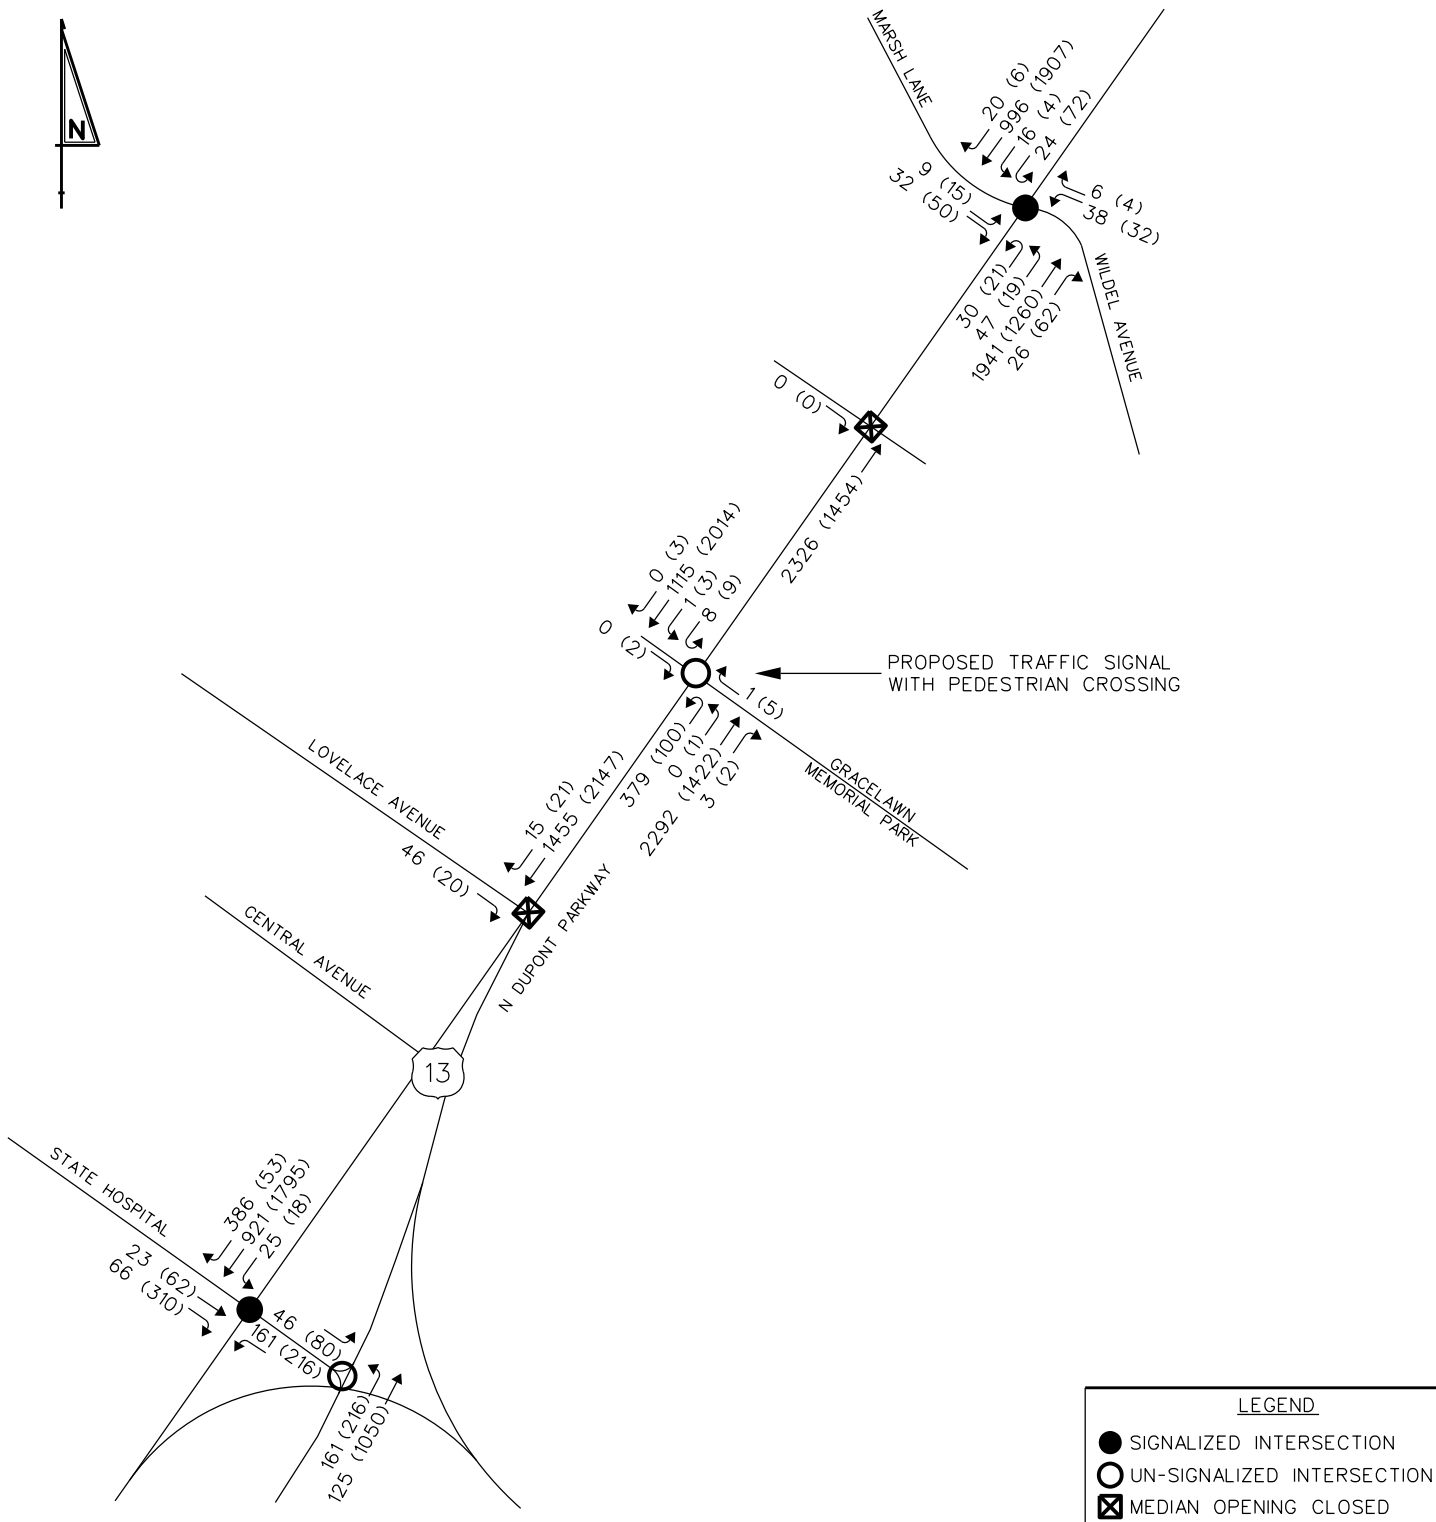 N
MARSH LANE
20 (6)
996 (1907)
16 (4)
24 (72)
9 (15)
32 (50)
6 (4)
38 (32)
30 (21)
47 (19)
1941 (1260)
26 (62)
WILDEL AVENUE
0 (0)
2326 (1454)
0 (3)
1115 (2014)
1 (3)
8 (9)
0 (2)
PROPOSED TRAFFIC SIGNAL
WITH PEDESTRIAN CROSSING
1 (5)
379 (100)
0 (1)
2292 (1422)
3 (2)
GRACELAWN
MEMORIAL PARK
LOVELACE AVENUE
46 (20)
15 (21)
1455 (2147)
N DUPONT PARKWAY
CENTRAL AVENUE
13
STATE HOSPITAL
386 (53)
921 (1795)
25 (18)
23 (62)
66 (310)
46 (80)
161 (216)
161 (216)
125 (1050)
LEGEND
SIGNALIZED INTERSECTION
UN-SIGNALIZED INTERSECTION
MEDIAN OPENING CLOSED